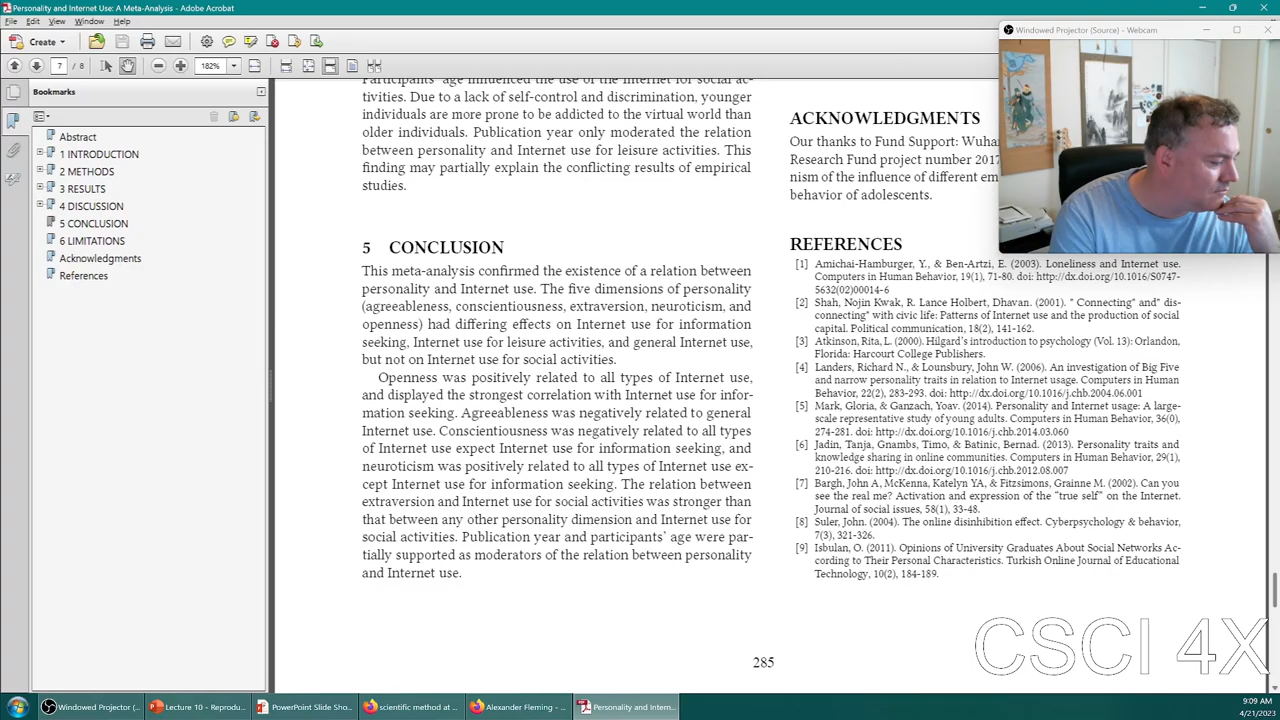 Personality and Internet Use: A Meta-Analysis - Adobe Acrobat
File Edit View Window Help
Windowed Projector (Source) - Webcam
Create
7 / 8 182%
Bookmarks
Abstract
1 INTRODUCTION
2 METHODS
3 RESULTS
4 DISCUSSION
5 CONCLUSION
6 LIMITATIONS
Acknowledgments
References
Participants' age influenced the use of the Internet for social ac-
tivities. Due to a lack of self-control and discrimination, younger
individuals are more prone to be addicted to the virtual world than
older individuals. Publication year only moderated the relation
between personality and Internet use for leisure activities. This
finding may partially explain the conflicting results of empirical
studies.
5 CONCLUSION
This meta-analysis confirmed the existence of a relation between
personality and Internet use. The five dimensions of personality
(agreeableness, conscientiousness, extraversion, neuroticism, and
openness) had differing effects on Internet use for information
seeking, Internet use for leisure activities, and general Internet use,
but not on Internet use for social activities.
Openness was positively related to all types of Internet use,
and displayed the strongest correlation with Internet use for infor-
mation seeking. Agreeableness was negatively related to general
Internet use. Conscientiousness was negatively related to all types
of Internet use expect Internet use for information seeking, and
neuroticism was positively related to all types of Internet use ex-
cept Internet use for information seeking. The relation between
extraversion and Internet use for social activities was stronger than
that between any other personality dimension and Internet use for
social activities. Publication year and participants' age were par-
tially supported as moderators of the relation between personality
and Internet use.
ACKNOWLEDGMENTS
Our thanks to Fund Support: Wuha
Research Fund project number 2017
nism of the influence of different em
behavior of adolescents.
REFERENCES
[1] Amichai-Hamburger, Y., & Ben-Artzi, E. (2003). Loneliness and Internet use.
Computers in Human Behavior, 19(1), 71-80. doi: http://dx.doi.org/10.1016/S0747-
5632(02)00014-6
[2] Shah, Nojin Kwak, R. Lance Holbert, Dhavan. (2001). " Connecting" and" dis-
connecting" with civic life: Patterns of Internet use and the production of social
capital. Political communication, 18(2), 141-162.
[3] Atkinson, Rita, L. (2000). Hilgard's introduction to psychology (Vol. 13): Orlandon,
Florida: Harcourt College Publishers.
[4] Landers, Richard N., & Lounsbury, John W. (2006). An investigation of Big Five
and narrow personality traits in relation to Internet usage. Computers in Human
Behavior, 22(2), 283-293. doi: http://dx.doi.org/10.1016/j.chb.2004.06.001
[5] Mark, Gloria, & Ganzach, Yoav. (2014). Personality and Internet usage: A large-
scale representative study of young adults. Computers in Human Behavior, 36(0),
274-281. doi: http://dx.doi.org/10.1016/j.chb.2014.03.060
[6] Jadin, Tanja, Gnambs, Timo, & Batinic, Bernad. (2013). Personality traits and
knowledge sharing in online communities. Computers in Human Behavior, 29(1),
210-216. doi: http://dx.doi.org/10.1016/j.chb.2012.08.007
[7] Bargh, John A, McKenna, Katelyn YA, & Fitzsimons, Grainne M. (2002). Can you
see the real me? Activation and expression of the "true self" on the Internet.
Journal of social issues, 58(1), 33-48.
[8] Suler, John. (2004). The online disinhibition effect. Cyberpsychology & behavior,
7(3), 321-326.
[9] Isbulan, O. (2011). Opinions of University Graduates About Social Networks Ac-
cording to Their Personal Characteristics. Turkish Online Journal of Educational
Technology, 10(2), 184-189.
285
CSCI 4X
Windowed Projector (... Lecture 10 - Reprodu... PowerPoint Slide Sho... scientific method at ... Alexander Fleming - ... Personality and Intern...
9:09 AM
4/21/2023